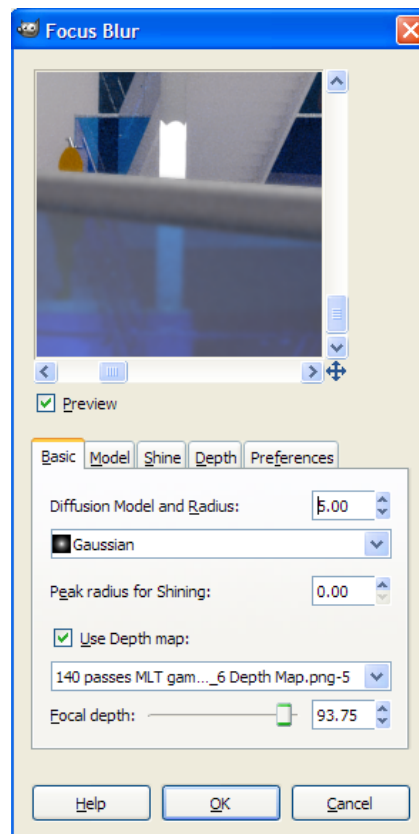 Focus Blur
Preview
Basic Model Shine Depth Preferences
Diffusion Model and Radius: 5.00
Gaussian
Peak radius for Shining: 0.00
Use Depth map:
140 passes MLT gam..._6 Depth Map.png-5
Focal depth: 93.75
Help OK Cancel